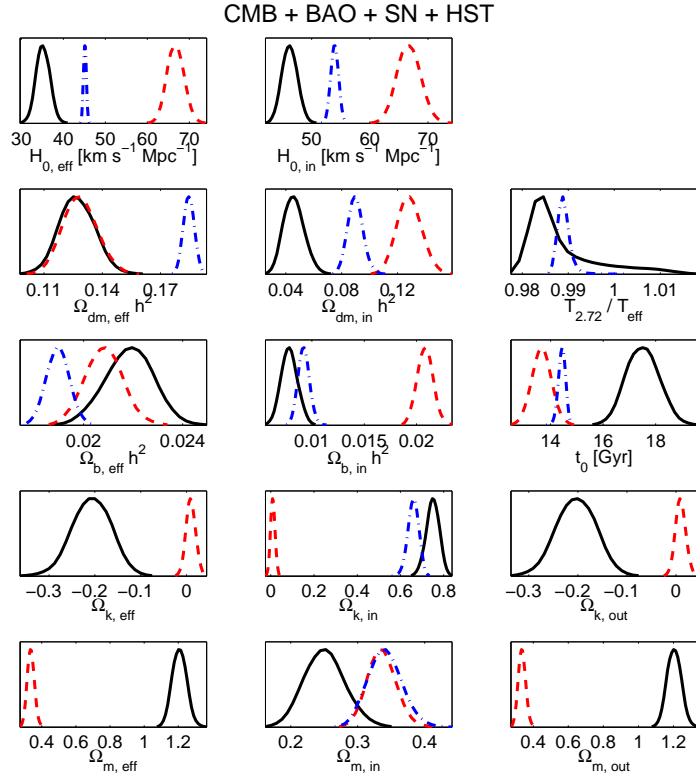 CMB + BAO + SN + HST
30 40 50 60 70
H0, eff [km s−1 Mpc−1]
50 60 70
H0, in [km s−1 Mpc−1]
0.11 0.14 0.17
Ωdm, eff h2
0.04 0.08 0.12
Ωdm, in h2
0.98 0.99 1 1.01
T2.72 / Teff
0.02 0.024
Ωb, eff h2
0.01 0.015 0.02
Ωb, in h2
14 16 18
t0 [Gyr]
−0.3 −0.2 −0.1 0
Ωk, eff
0 0.2 0.4 0.6 0.8
Ωk, in
−0.3 −0.2 −0.1 0
Ωk, out
0.4 0.6 0.8 1 1.2
Ωm, eff
0.2 0.3 0.4
Ωm, in
0.4 0.6 0.8 1 1.2
Ωm, out